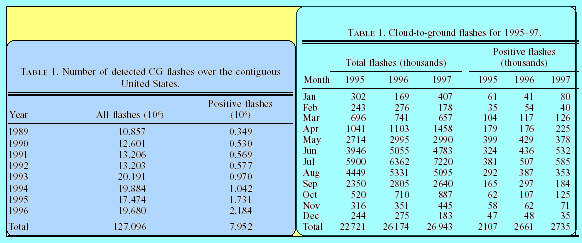 TABLE 1. Number of detected CG flashes over the contiguous
United States.
Year All flashes (10⁶) Positive flashes (10⁶)
1989 10.857 0.349
1990 12.601 0.530
1991 13.206 0.569
1992 13.203 0.577
1993 20.191 0.970
1994 19.884 1.042
1995 17.474 1.731
1996 19.680 2.184
Total 127.096 7.952
TABLE 1. Cloud-to-ground flashes for 1995–97.
Total flashes (thousands) Positive flashes (thousands)
Month 1995 1996 1997 1995 1996 1997
Jan 302 169 407 61 41 80
Feb 243 276 178 35 54 40
Mar 696 741 657 104 117 126
Apr 1041 1103 1458 179 176 225
May 2714 2995 2990 399 429 378
Jun 3946 5055 4783 324 436 532
Jul 5900 6362 7220 381 507 585
Aug 4449 5331 5095 292 387 353
Sep 2350 2805 2640 165 297 184
Oct 520 710 887 62 107 125
Nov 316 351 445 58 62 71
Dec 244 275 183 47 48 35
Total 22721 26174 26943 2107 2661 2735